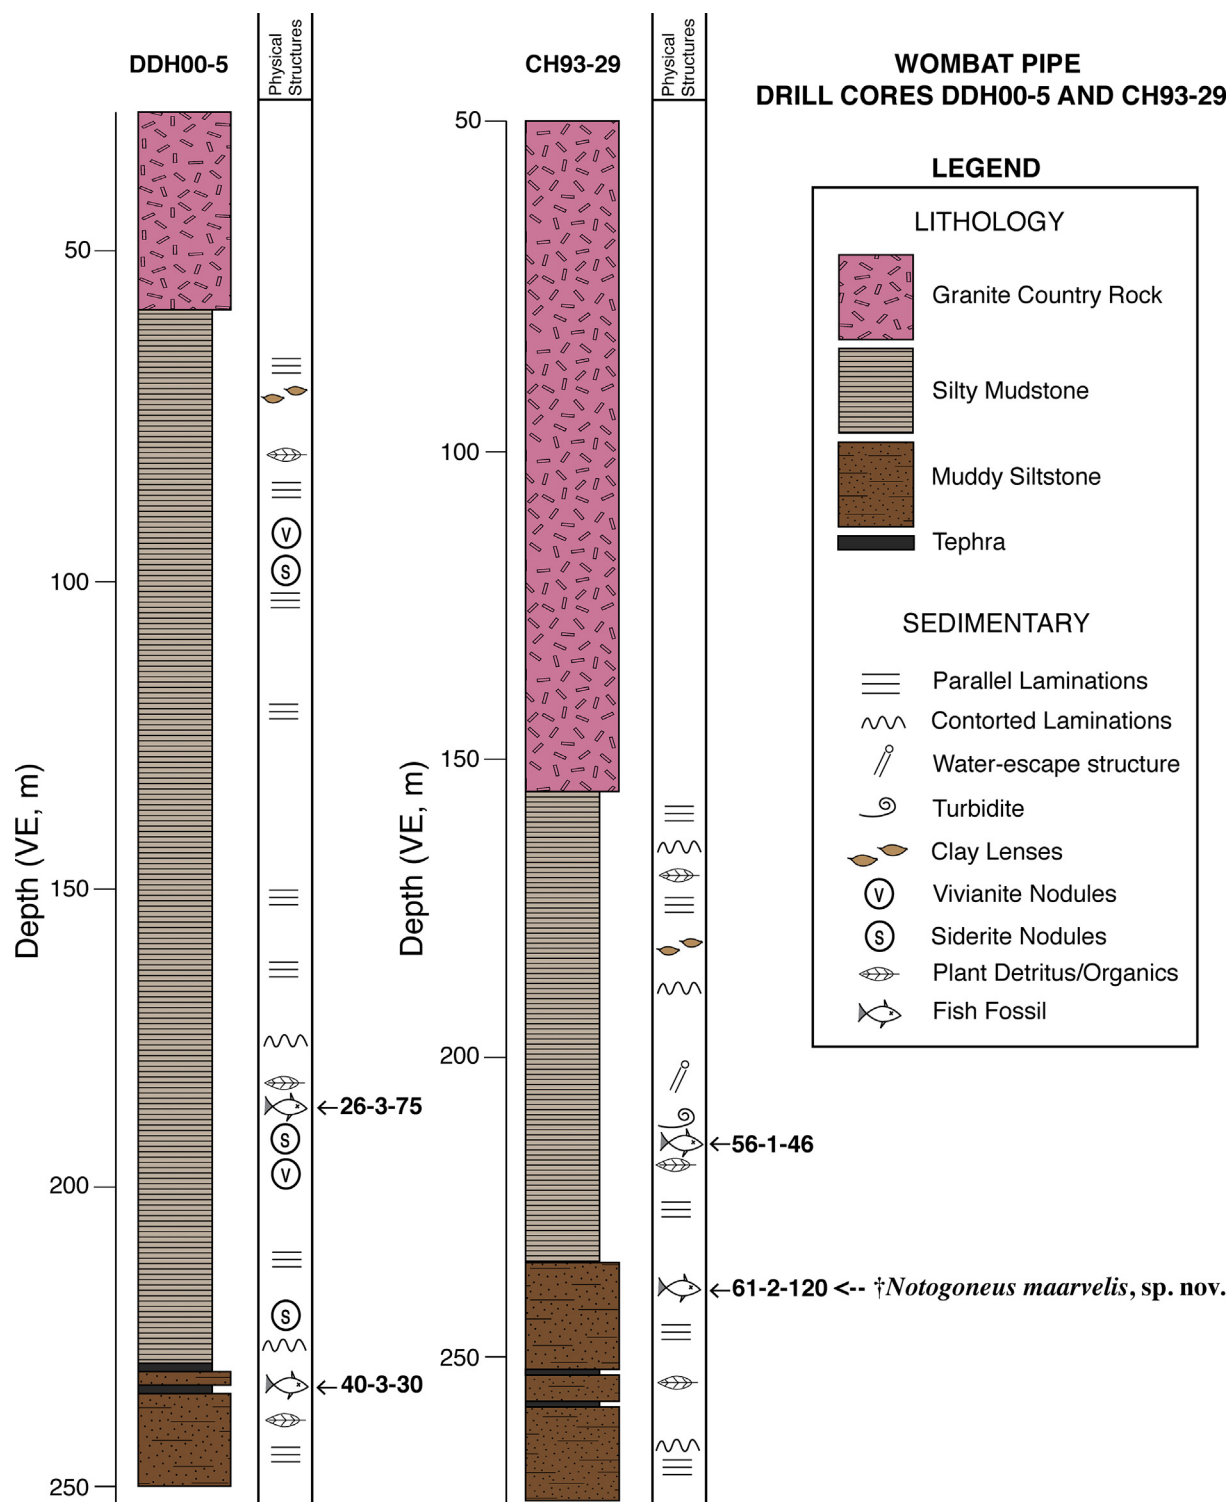 DDH00-5
Physical
Structures
50
100
150
200
250
Depth (VE, m)
V
S
26-3-75
S
V
S
40-3-30
CH93-29
Physical
Structures
50
100
150
200
250
Depth (VE, m)
56-1-46
61-2-120 <-- †Notogoneus maarvelis, sp. nov.
WOMBAT PIPE
DRILL CORES DDH00-5 AND CH93-29
LEGEND
LITHOLOGY
Granite Country Rock
Silty Mudstone
Muddy Siltstone
Tephra
SEDIMENTARY
Parallel Laminations
Contorted Laminations
Water-escape structure
Turbidite
Clay Lenses
V Vivianite Nodules
S Siderite Nodules
Plant Detritus/Organics
Fish Fossil